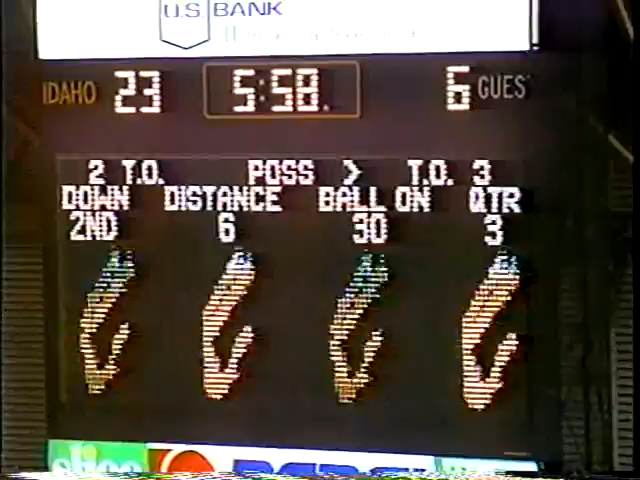 U.S BANK
IDAHO 23 5:58. 6 GUES
2 T.O. POSS > T.O. 3
DOWN DISTANCE BALL ON QTR
2ND 6 30 3